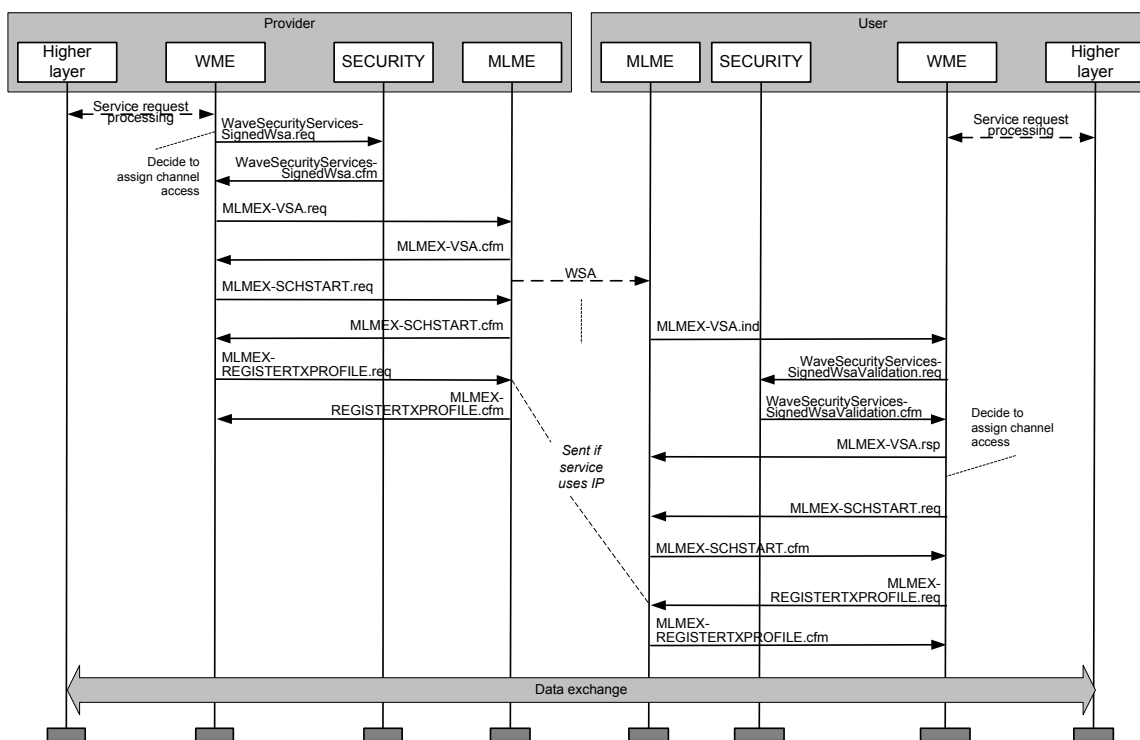 Provider
User
Higher
layer
WME
SECURITY
MLME
MLME
SECURITY
WME
Higher
layer
Service request
processing
WaveSecurityServices-
SignedWsa.req
Service request
processing
Decide to
assign channel
access
WaveSecurityServices-
SignedWsa.cfm
MLMEX-VSA.req
MLMEX-VSA.cfm
WSA
MLMEX-SCHSTART.req
MLMEX-SCHSTART.cfm
MLMEX-VSA.ind
MLMEX-
REGISTERTXPROFILE.req
WaveSecurityServices-
SignedWsaValidation.req
MLMEX-
REGISTERTXPROFILE.cfm
WaveSecurityServices-
SignedWsaValidation.cfm
Decide to
assign channel
access
Sent if
service
uses IP
MLMEX-VSA.rsp
MLMEX-SCHSTART.req
MLMEX-SCHSTART.cfm
MLMEX-
REGISTERTXPROFILE.req
MLMEX-
REGISTERTXPROFILE.cfm
Data exchange